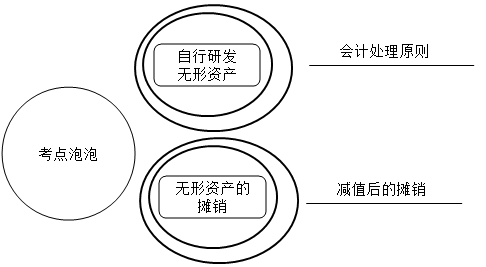 自行研发
无形资产
会计处理原则
考点泡泡
无形资产的
摊销
减值后的摊销